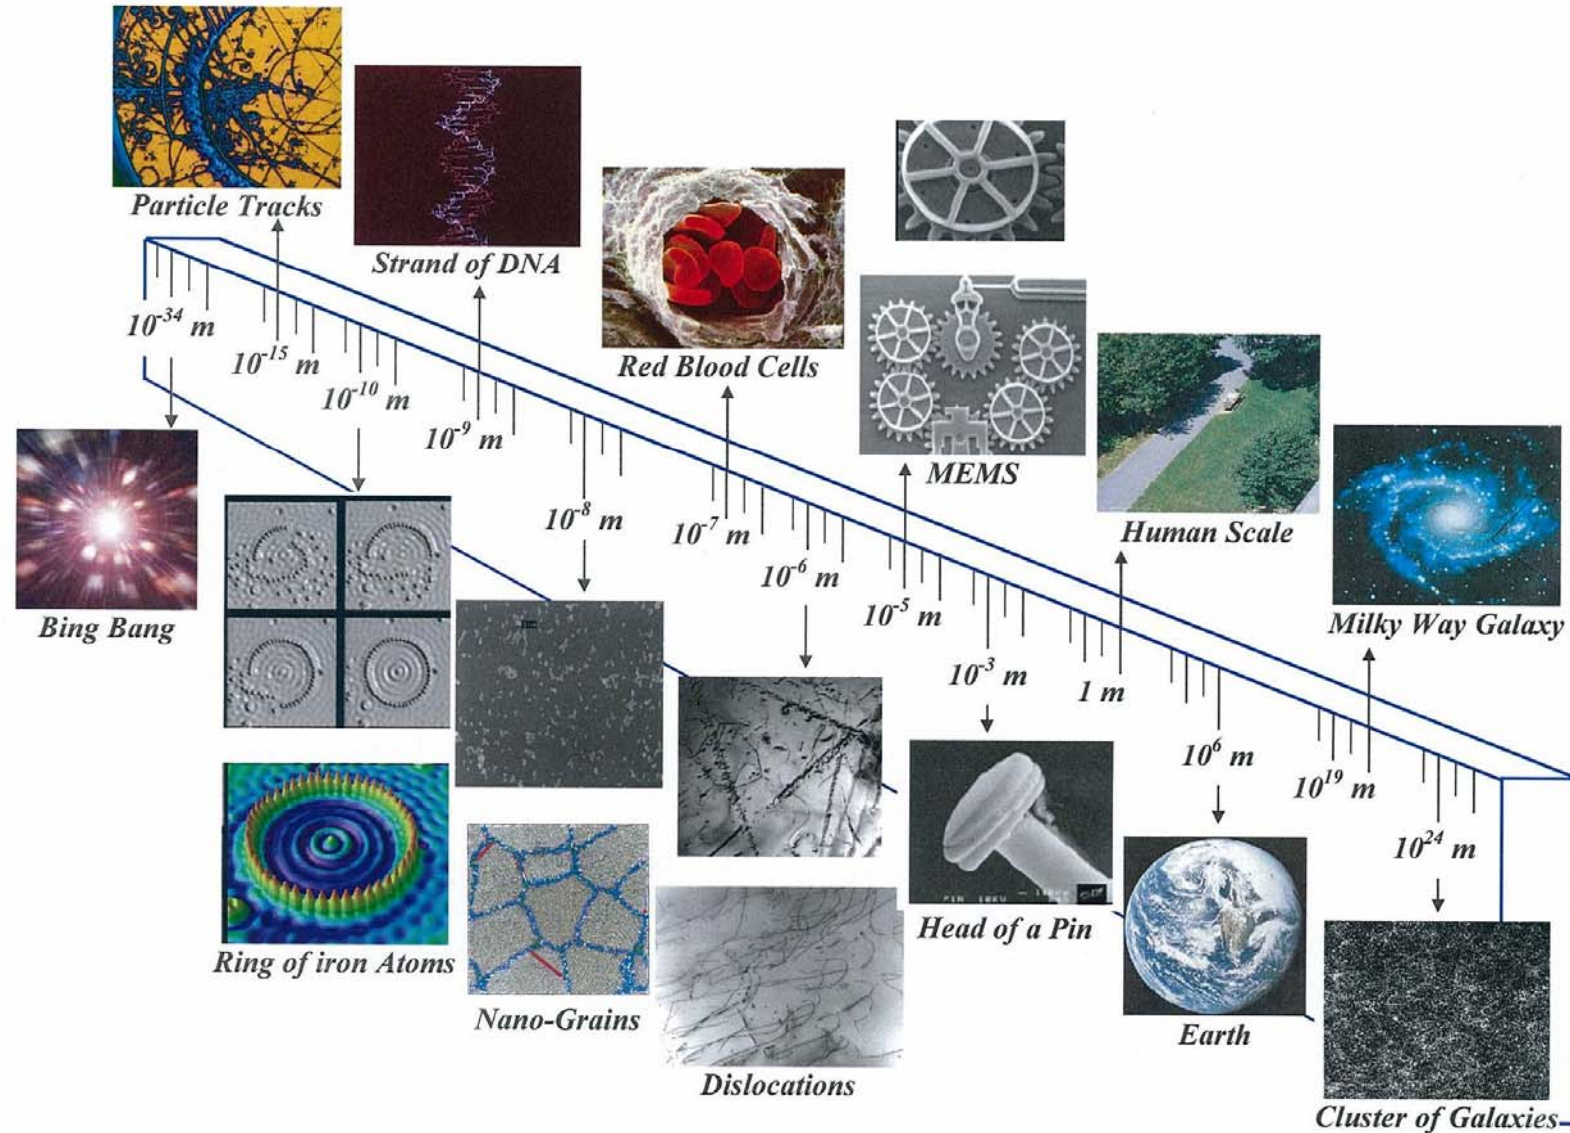 Particle Tracks
Strand of DNA
Red Blood Cells
MEMS
Human Scale
Milky Way Galaxy
10^-34 m
10^-15 m
10^-10 m
10^-9 m
10^-8 m
10^-7 m
10^-6 m
10^-5 m
10^-3 m
1 m
10^6 m
10^19 m
10^24 m
Bing Bang
Ring of iron Atoms
Nano-Grains
Dislocations
PIN 10KV
Head of a Pin
Earth
Cluster of Galaxies